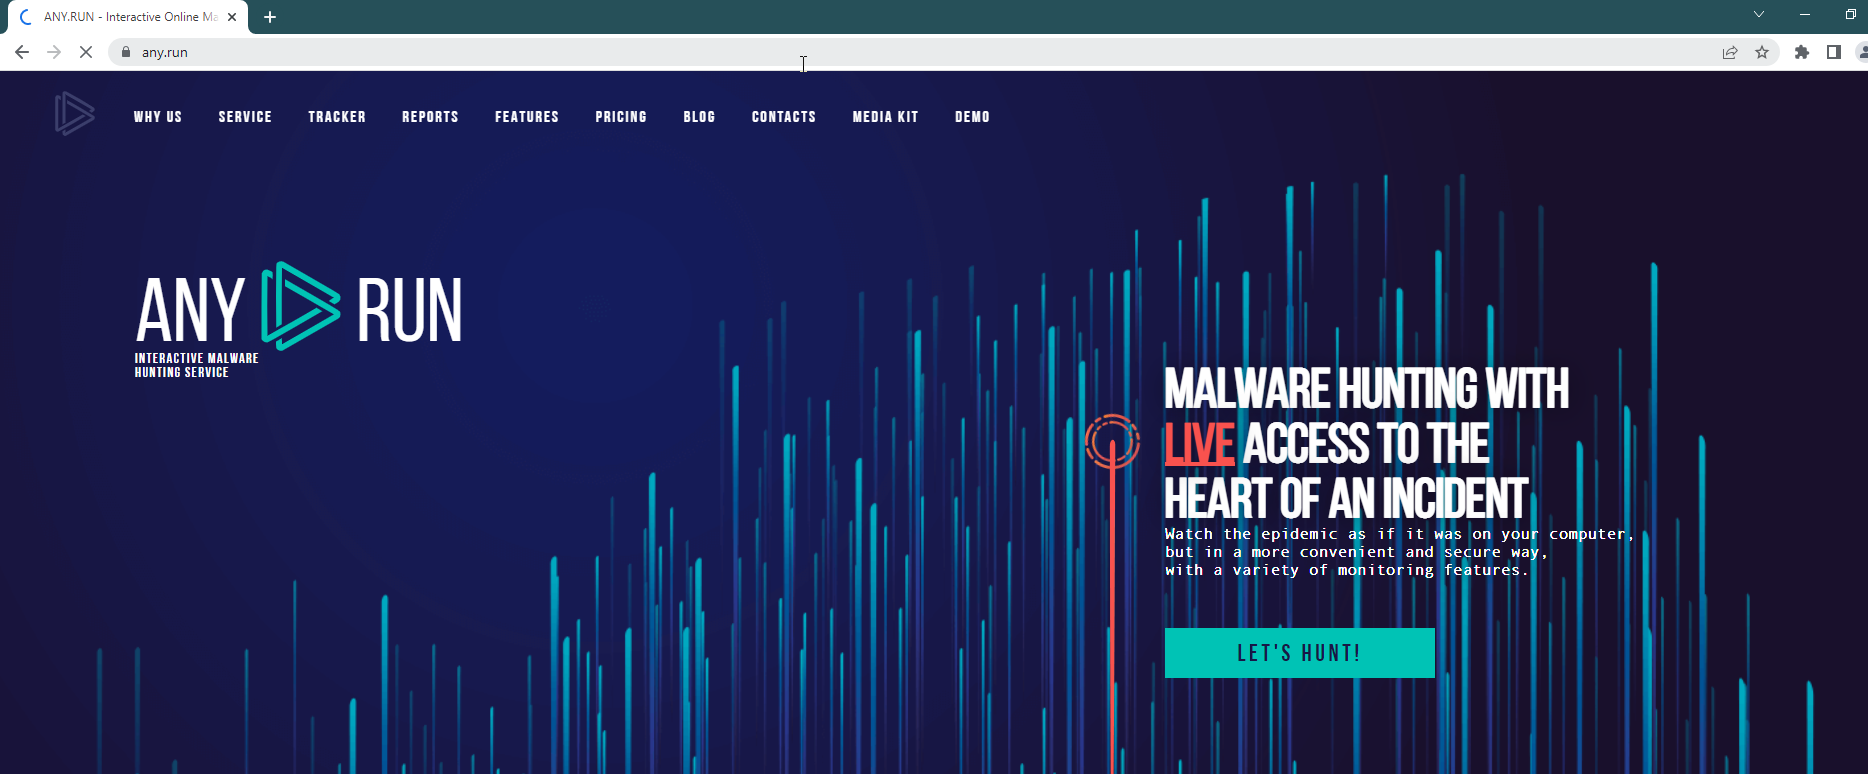 ANY.RUN - Interactive Online Ma
any.run
WHY US SERVICE TRACKER REPORTS FEATURES PRICING BLOG CONTACTS MEDIA KIT DEMO
ANY RUN
INTERACTIVE MALWARE
HUNTING SERVICE
MALWARE HUNTING WITH
LIVE ACCESS TO THE
HEART OF AN INCIDENT
Watch the epidemic as if it was on your computer,
but in a more convenient and secure way,
with a variety of monitoring features.
LET'S HUNT!